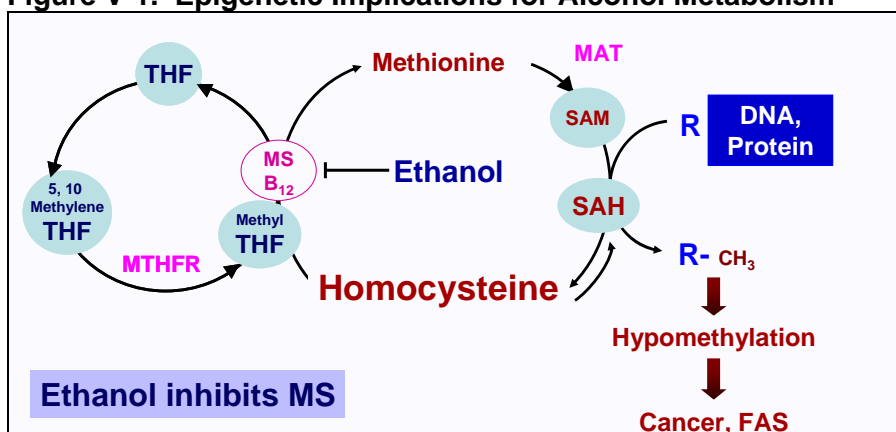 Figure V-1: Epigenetic Implications for Alcohol Metabolism
THF
Methionine
MAT
SAM
R
DNA,
Protein
MS
B12
Ethanol
5, 10
Methylene
THF
Methyl
THF
SAH
MTHFR
Homocysteine
R- CH3
Hypomethylation
Ethanol inhibits MS
Cancer, FAS